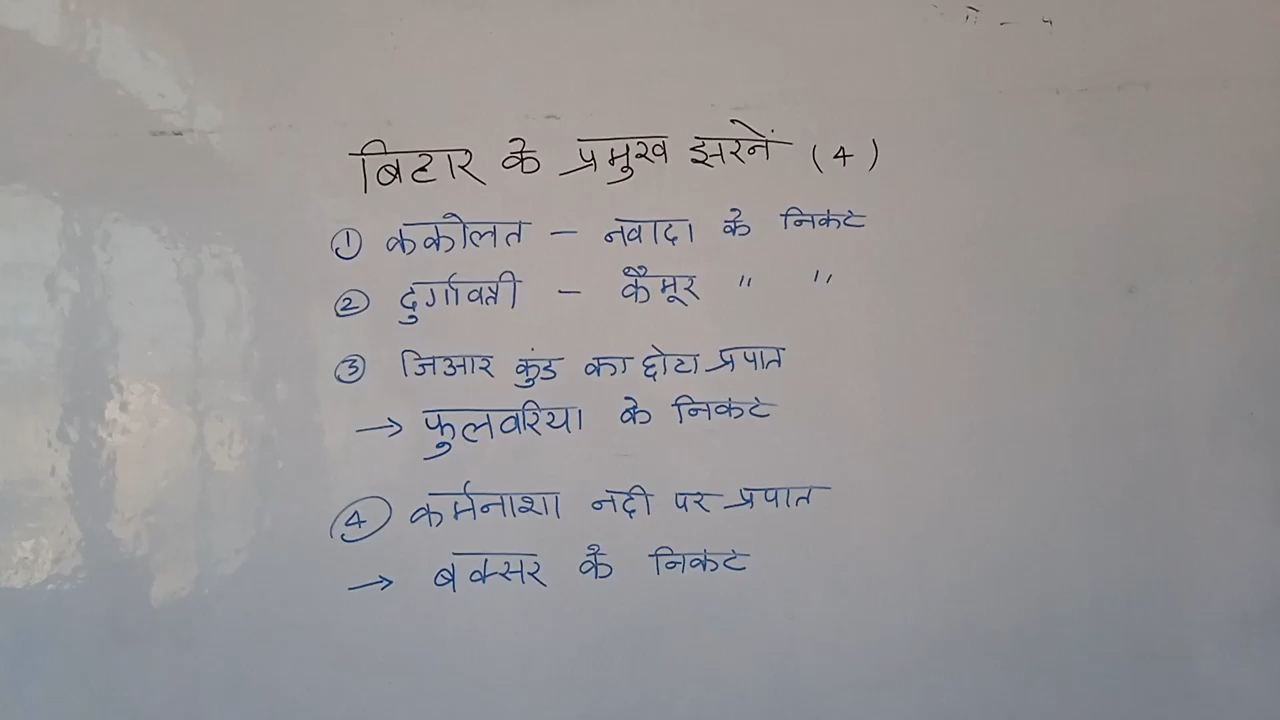 बिहार के प्रमुख झरनें (4)
① ककोलत – नवादा के निकट
② दुर्गावती – कैमूर " "
③ जिआर कुंड का छोटा प्रपात
→ फुलवरिया के निकट
④ कर्मनाशा नदी पर प्रपात
→ बक्सर के निकट